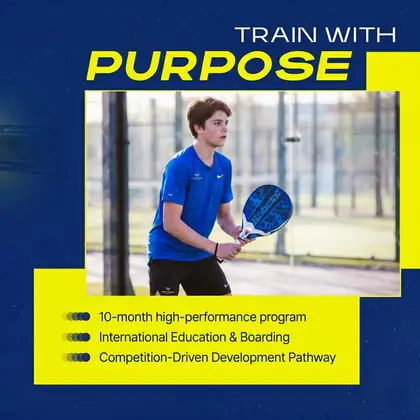 TRAIN WITH
PURPOSE
10-month high-performance program
International Education & Boarding
Competition-Driven Development Pathway